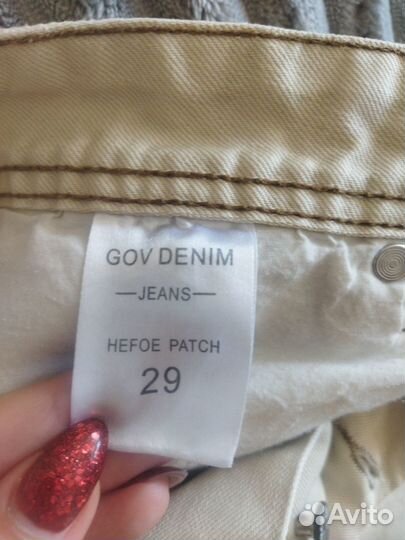 GOV DENIM
—JEANS—
HEFOE PATCH
29
Avito